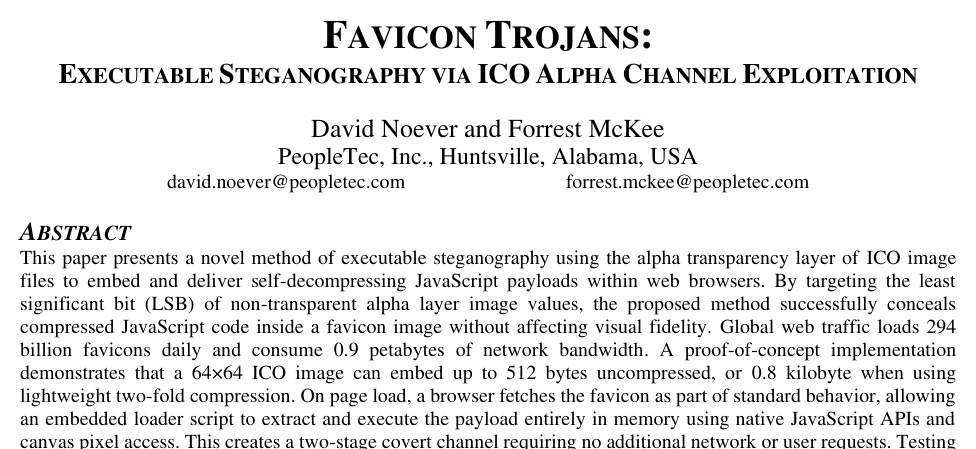 FAVICON TROJANS:
EXECUTABLE STEGANOGRAPHY VIA ICO ALPHA CHANNEL EXPLOITATION
David Noever and Forrest McKee
PeopleTec, Inc., Huntsville, Alabama, USA
david.noever@peopletec.com forrest.mckee@peopletec.com
ABSTRACT
This paper presents a novel method of executable steganography using the alpha transparency layer of ICO image
files to embed and deliver self-decompressing JavaScript payloads within web browsers. By targeting the least
significant bit (LSB) of non-transparent alpha layer image values, the proposed method successfully conceals
compressed JavaScript code inside a favicon image without affecting visual fidelity. Global web traffic loads 294
billion favicons daily and consume 0.9 petabytes of network bandwidth. A proof-of-concept implementation
demonstrates that a 64×64 ICO image can embed up to 512 bytes uncompressed, or 0.8 kilobyte when using
lightweight two-fold compression. On page load, a browser fetches the favicon as part of standard behavior, allowing
an embedded loader script to extract and execute the payload entirely in memory using native JavaScript APIs and
canvas pixel access. This creates a two-stage covert channel requiring no additional network or user requests. Testing